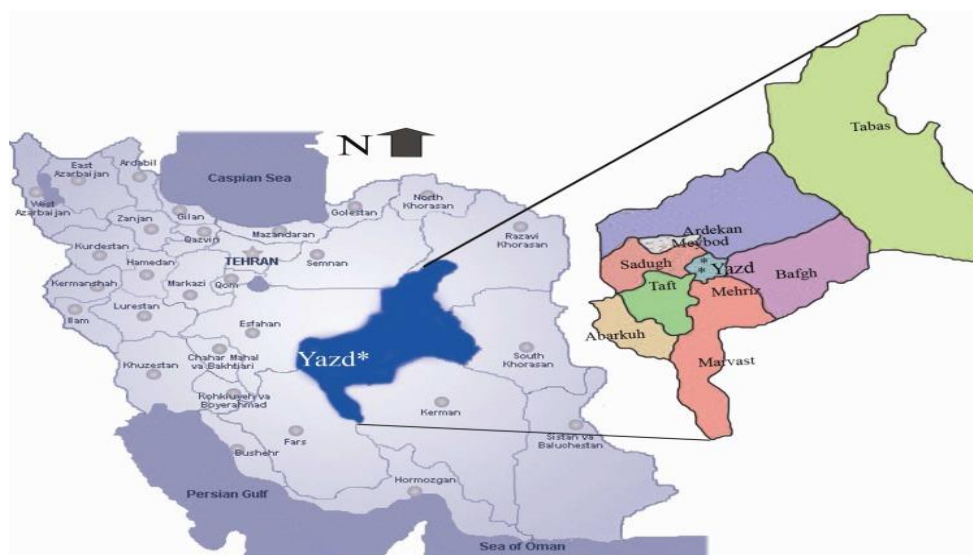 N
Caspian Sea
East
Azarbaijan
Ardabil
West
Azarbaijan
Zanjan
Gilan
Qazvin
Mazandaran
Golestan
North
Khorasan
Razavi
Khorasan
Kurdestan
Hamedan
TEHRAN
Semnan
Kermanshah
Markazi
Qom
Ilam
Lurestan
Esfahan
Khuzestan
Chahar Mahal
va Bakhtiari
Yazd*
South
Khorasan
Kohkiluyeh va
Boyerahmad
Kerman
Fars
Sistan va
Baluchestan
Bushehr
Hormozgan
Persian Gulf
Sea of Oman
Tabas
Ardekan
Meybod
Sadugh
* Yazd
*
Bafgh
Taft
Mehriz
Abarkuh
Marvast